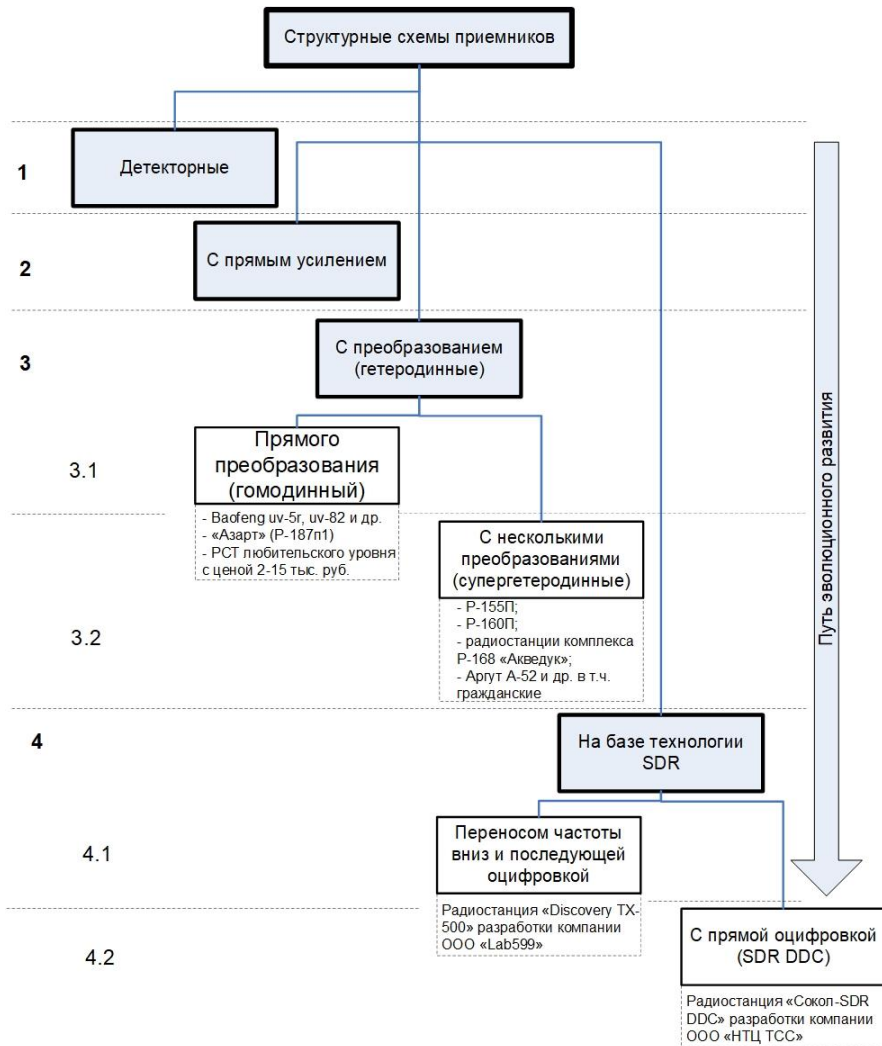 Структурные схемы приемников
1
Детекторные
2
С прямым усилением
3
С преобразованием
(гетеродинные)
3.1
Прямого
преобразования
(гомодинный)
- Baofeng uv-5r, uv-82 и др.
- «Азарт» (Р-187п1)
- РСТ любительского уровня
с ценой 2-15 тыс. руб.
3.2
С несколькими
преобразованиями
(супергетеродинные)
- Р-155П;
- Р-160П;
- радиостанции комплекса
Р-168 «Акведук»;
- Аргут А-52 и др. в т.ч.
гражданские
Путь эволюционного развития
4
На базе технологии
SDR
4.1
Переносом частоты
вниз и последующей
оцифровкой
Радиостанция «Discovery TX-
500» разработки компании
ООО «Lab599»
4.2
С прямой оцифровкой
(SDR DDC)
Радиостанция «Сокол-SDR
DDC» разработки компании
ООО «НТЦ ТСС»